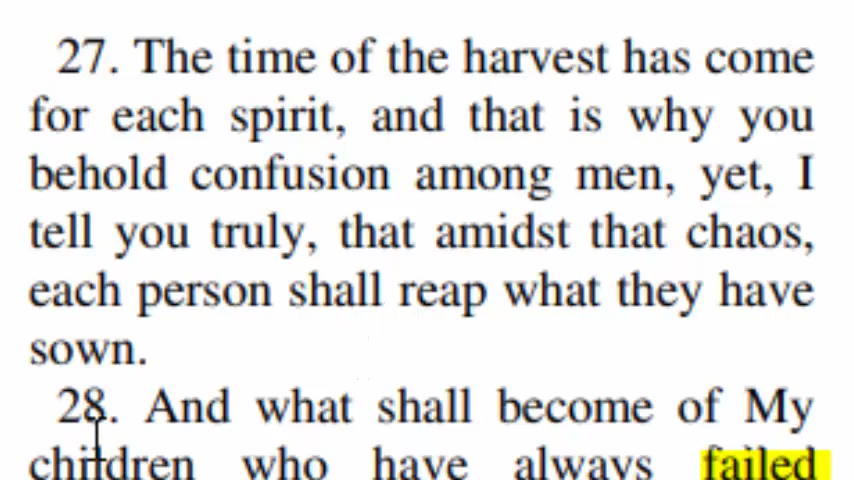 27. The time of the harvest has come
for each spirit, and that is why you
behold confusion among men, yet, I
tell you truly, that amidst that chaos,
each person shall reap what they have
sown.
28. And what shall become of My
children who have always failed